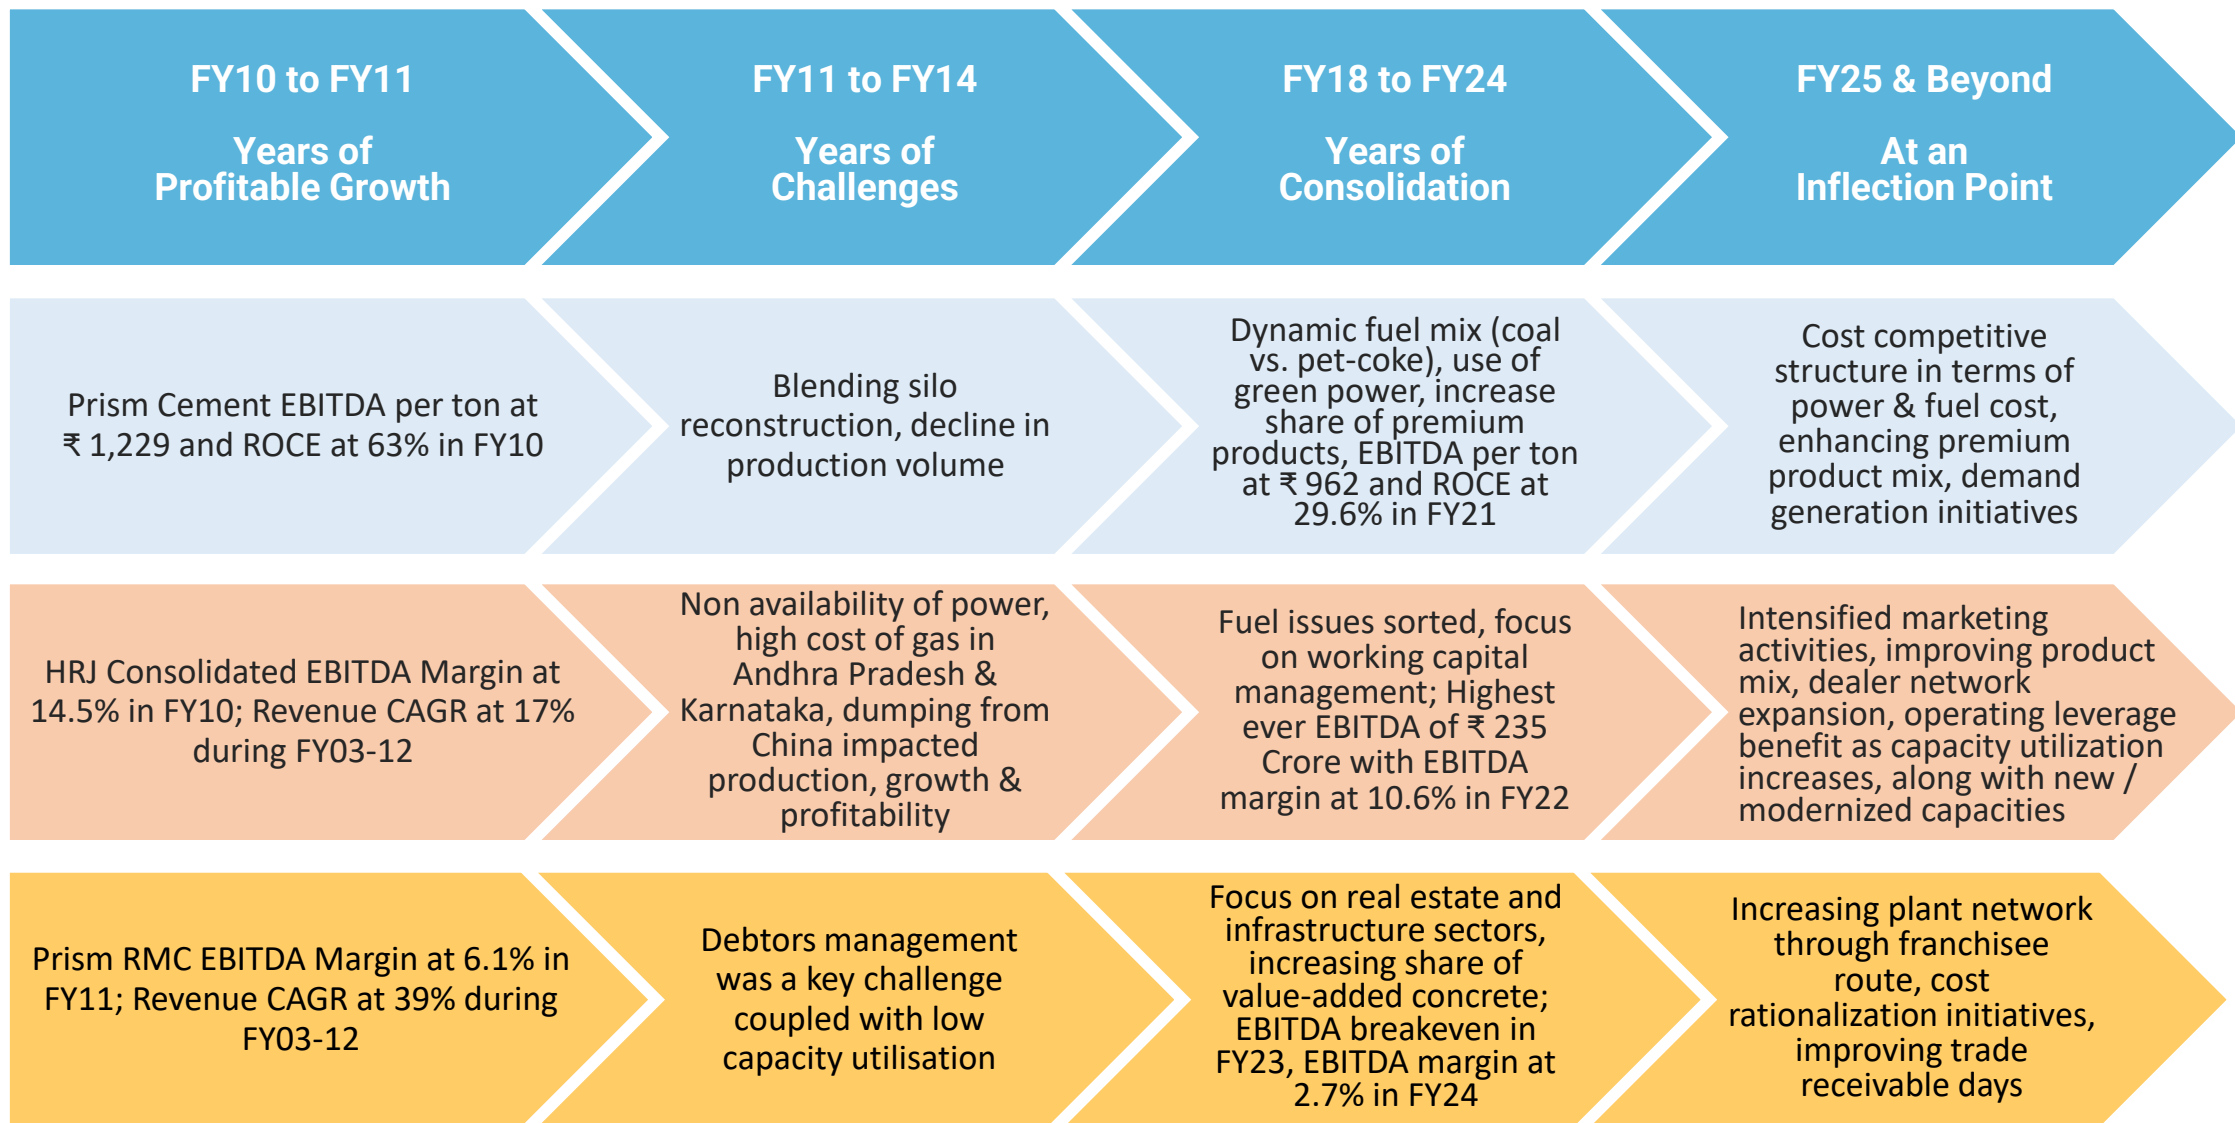 FY10 to FY11
Years of
Profitable Growth
FY11 to FY14
Years of
Challenges
FY18 to FY24
Years of
Consolidation
FY25 & Beyond
At an
Inflection Point
Prism Cement EBITDA per ton at
₹ 1,229 and ROCE at 63% in FY10
Blending silo
reconstruction, decline in
production volume
Dynamic fuel mix (coal
vs. pet-coke), use of
green power, increase
share of premium
products, EBITDA per ton
at ₹ 962 and ROCE at
29.6% in FY21
Cost competitive
structure in terms of
power & fuel cost,
enhancing premium
product mix, demand
generation initiatives
HRJ Consolidated EBITDA Margin at
14.5% in FY10; Revenue CAGR at 17%
during FY03-12
Non availability of power,
high cost of gas in
Andhra Pradesh &
Karnataka, dumping from
China impacted
production, growth &
profitability
Fuel issues sorted, focus
on working capital
management; Highest
ever EBITDA of ₹ 235
Crore with EBITDA
margin at 10.6% in FY22
Intensified marketing
activities, improving product
mix, dealer network
expansion, operating leverage
benefit as capacity utilization
increases, along with new /
modernized capacities
Prism RMC EBITDA Margin at 6.1% in
FY11; Revenue CAGR at 39% during
FY03-12
Debtors management
was a key challenge
coupled with low
capacity utilisation
Focus on real estate and
infrastructure sectors,
increasing share of
value-added concrete;
EBITDA breakeven in
FY23, EBITDA margin at
2.7% in FY24
Increasing plant network
through franchisee
route, cost
rationalization initiatives,
improving trade
receivable days